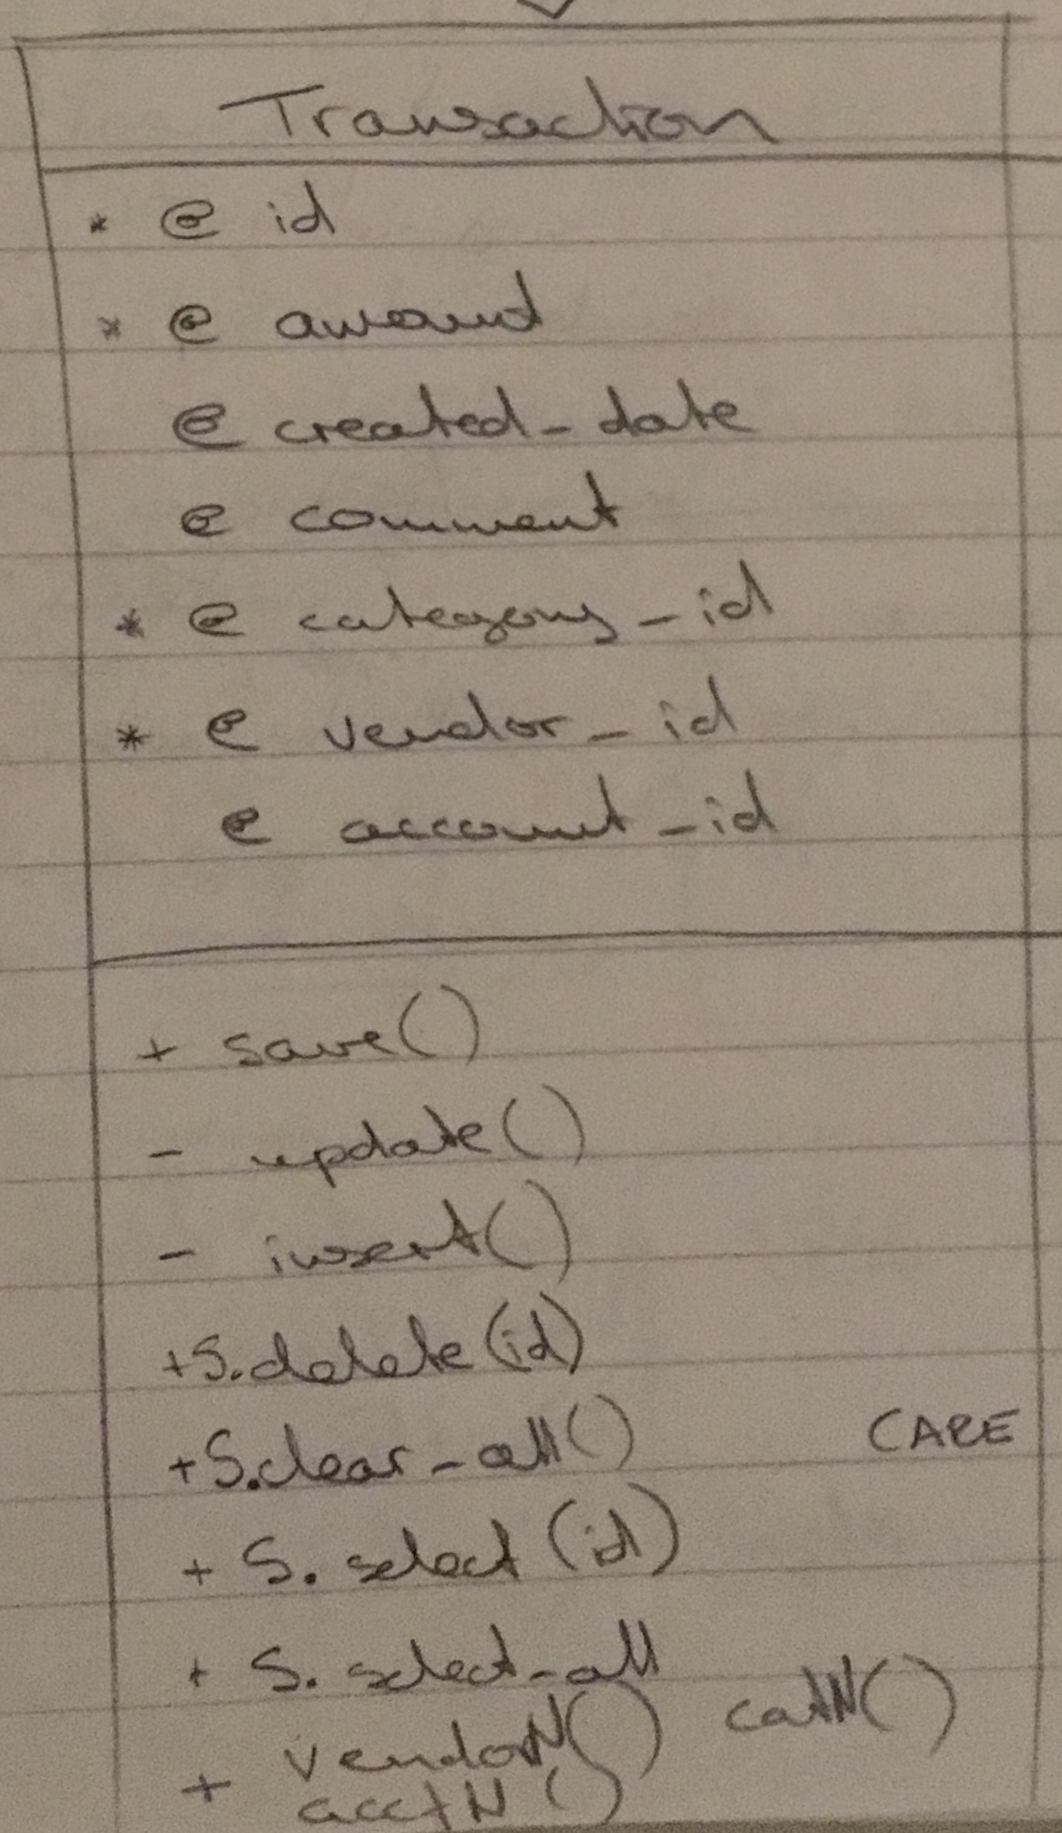 Transaction
* @ id
* @ amount
@ created_date
@ comment
* @ category_id
* @ vendor_id
@ account_id
+ save()
- update()
- insert()
+ S.delete(id)
+ S.clear_all() CARE
+ S. select (id)
+ S. select_all
+ vendorN() catN()
acctN()